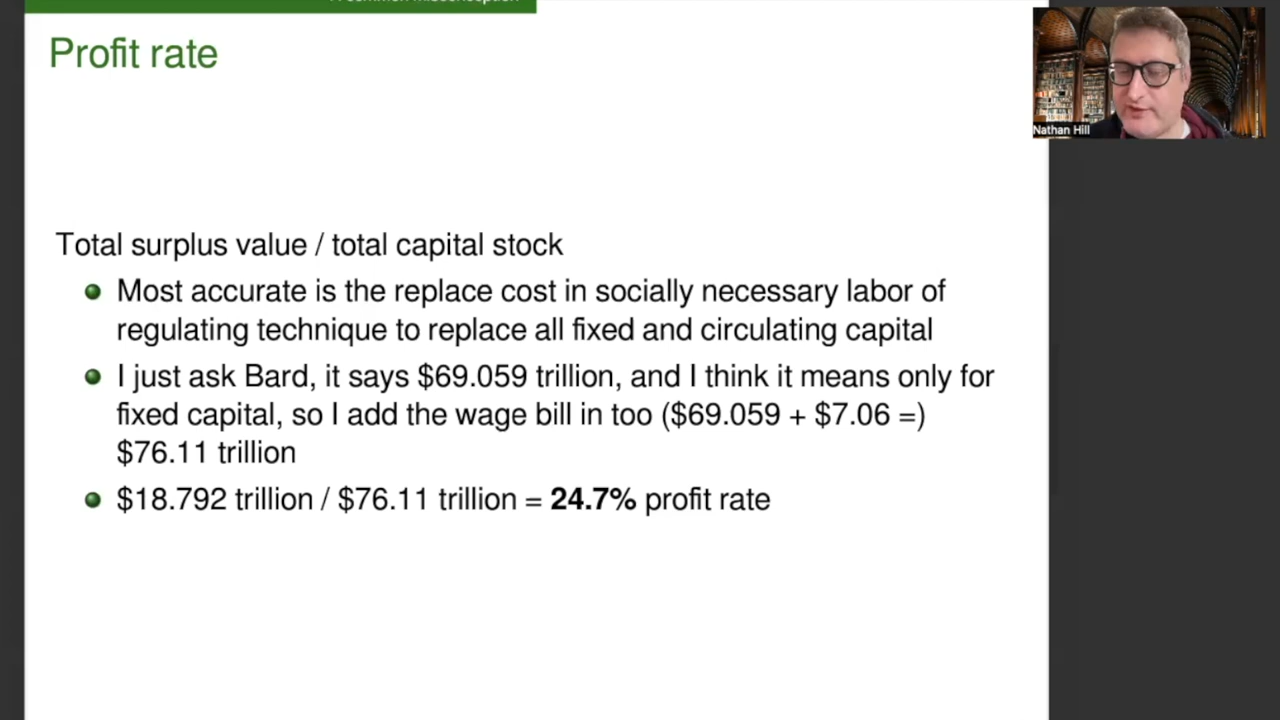 Profit rate
Nathan Hill
Total surplus value / total capital stock
Most accurate is the replace cost in socially necessary labor of
regulating technique to replace all fixed and circulating capital
I just ask Bard, it says $69.059 trillion, and I think it means only for
fixed capital, so I add the wage bill in too ($69.059 + $7.06 =)
$76.11 trillion
$18.792 trillion / $76.11 trillion = 24.7% profit rate